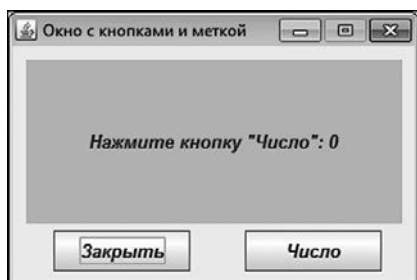 Окно с кнопками и меткой
Нажмите кнопку "Число": 0
Закрыть Число